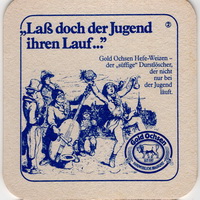 „Laß doch der Jugend
ihren Lauf...”
②
Gold Ochsen Hefe-Weizen -
der „süffige” Durstlöscher,
der nicht
nur bei
der Jugend
läuft.
Gold Ochsen